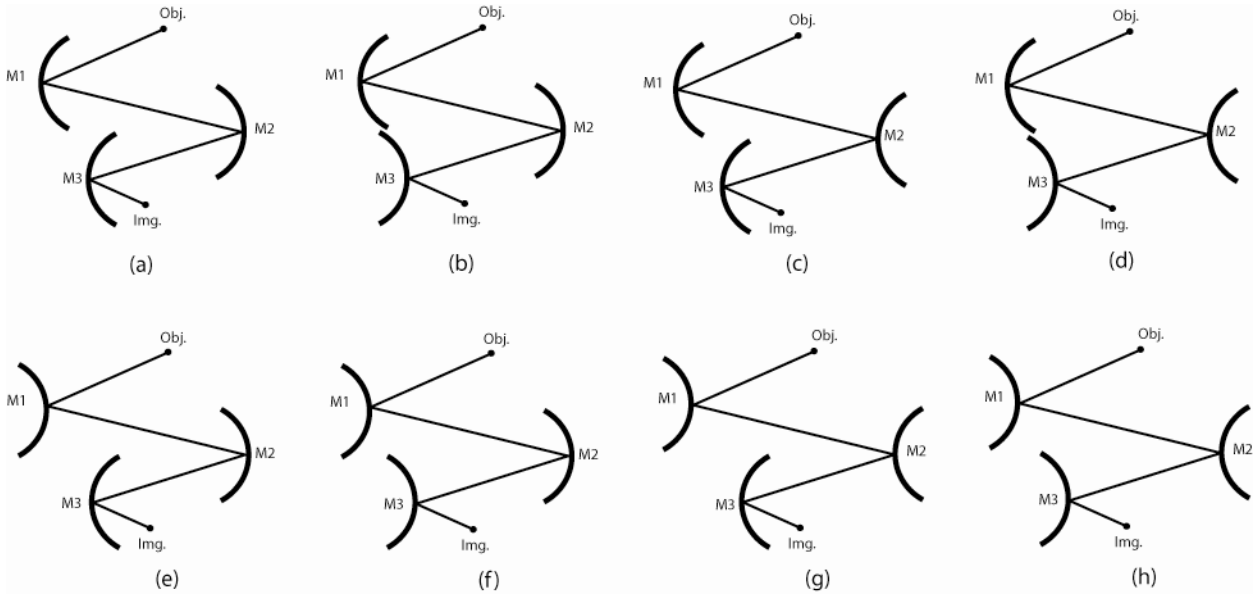 Obj.
M1
M2
M3
Img.
(a)
Obj.
M1
M2
M3
Img.
(b)
Obj.
M1
M2
M3
Img.
(c)
Obj.
M1
M2
M3
Img.
(d)
Obj.
M1
M2
M3
Img.
(e)
Obj.
M1
M2
M3
Img.
(f)
Obj.
M1
M2
M3
Img.
(g)
Obj.
M1
M2
M3
Img.
(h)